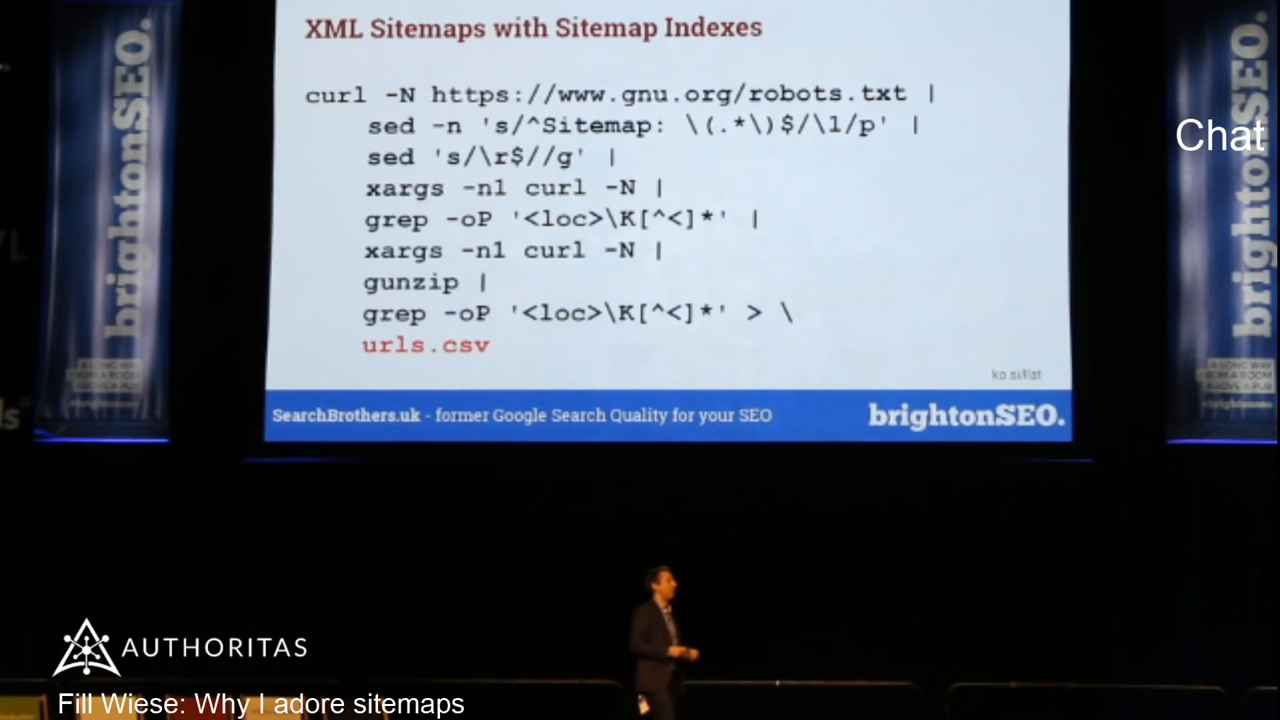 XML Sitemaps with Sitemap Indexes
curl -N https://www.gnu.org/robots.txt |
sed -n 's/^Sitemap: \(.*\)$/\1/p' |
sed 's/\r$//g' |
xargs -n1 curl -N |
grep -oP '<loc>\K[^<]*' |
xargs -n1 curl -N |
gunzip |
grep -oP '<loc>\K[^<]*' > \
urls.csv
SearchBrothers.uk - former Google Search Quality for your SEO
brightonSEO.
brightonSEO.
brightonSEO.
Chat
AUTHORITAS
Fill Wiese: Why I adore sitemaps